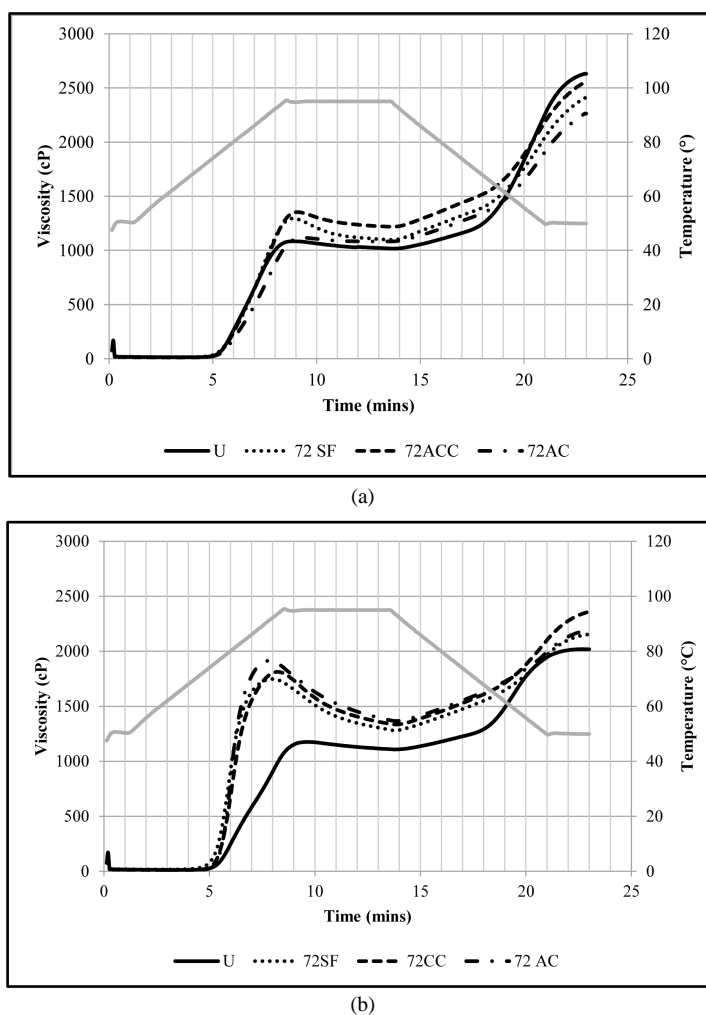 3000 120
2500 100
2000 80
1500 60
1000 40
500 20
0 0
0 5 10 15 20 25
Viscosity (cP)
Temperature (°)
Time (mins)
U 72 SF 72ACC 72AC
(a)
3000 120
2500 100
2000 80
1500 60
1000 40
500 20
0 0
0 5 10 15 20 25
Viscosity (cP)
Temperature (°C)
Time (mins)
U 72SF 72CC 72 AC
(b)